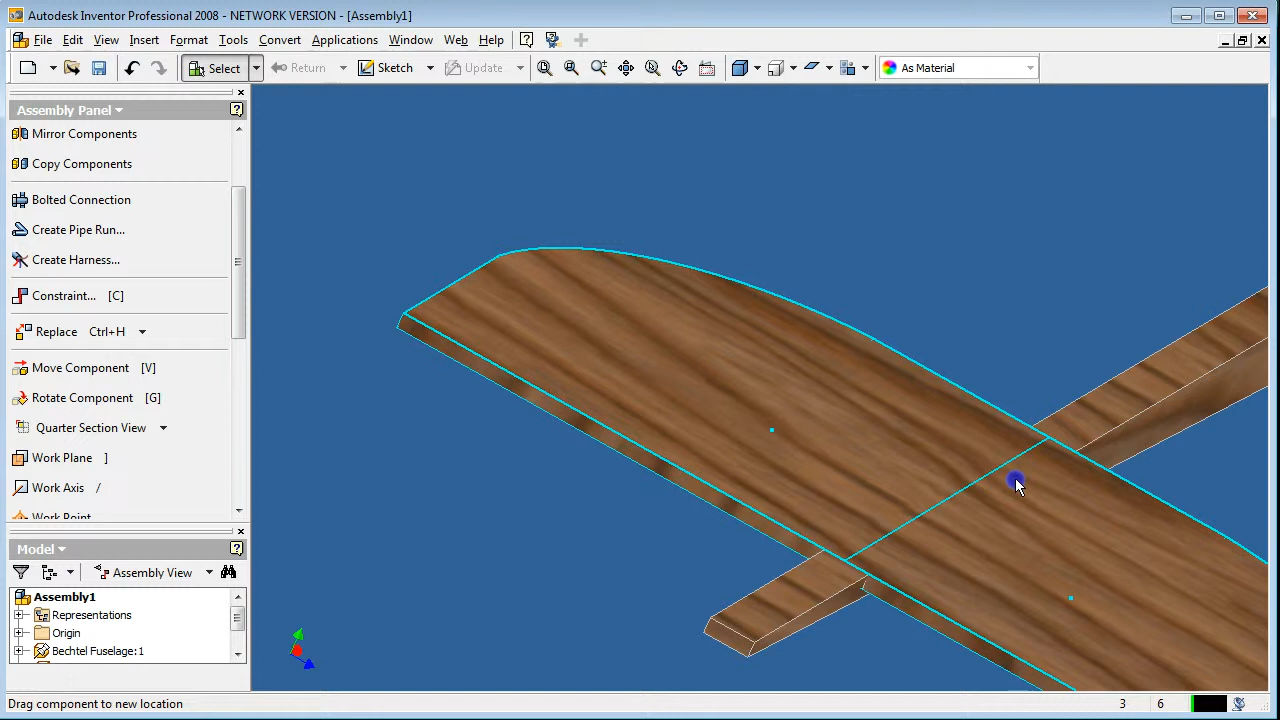 Autodesk Inventor Professional 2008 - NETWORK VERSION - [Assembly1]
File Edit View Insert Format Tools Convert Applications Window Web Help
Select Return Sketch Update As Material
Assembly Panel
Mirror Components
Copy Components
Bolted Connection
Create Pipe Run...
Create Harness...
Constraint... [C]
Replace Ctrl+H
Move Component [V]
Rotate Component [G]
Quarter Section View
Work Plane ]
Work Axis /
Work Point
Model
Assembly View
Assembly1
Representations
Origin
Bechtel Fuselage:1
Drag component to new location 3 6